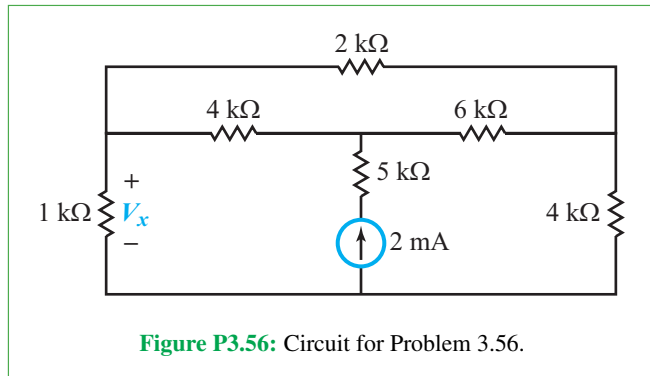 2 kΩ
4 kΩ
6 kΩ
5 kΩ
+
1 kΩ
Vx
4 kΩ
−
2 mA
Figure P3.56: Circuit for Problem 3.56.